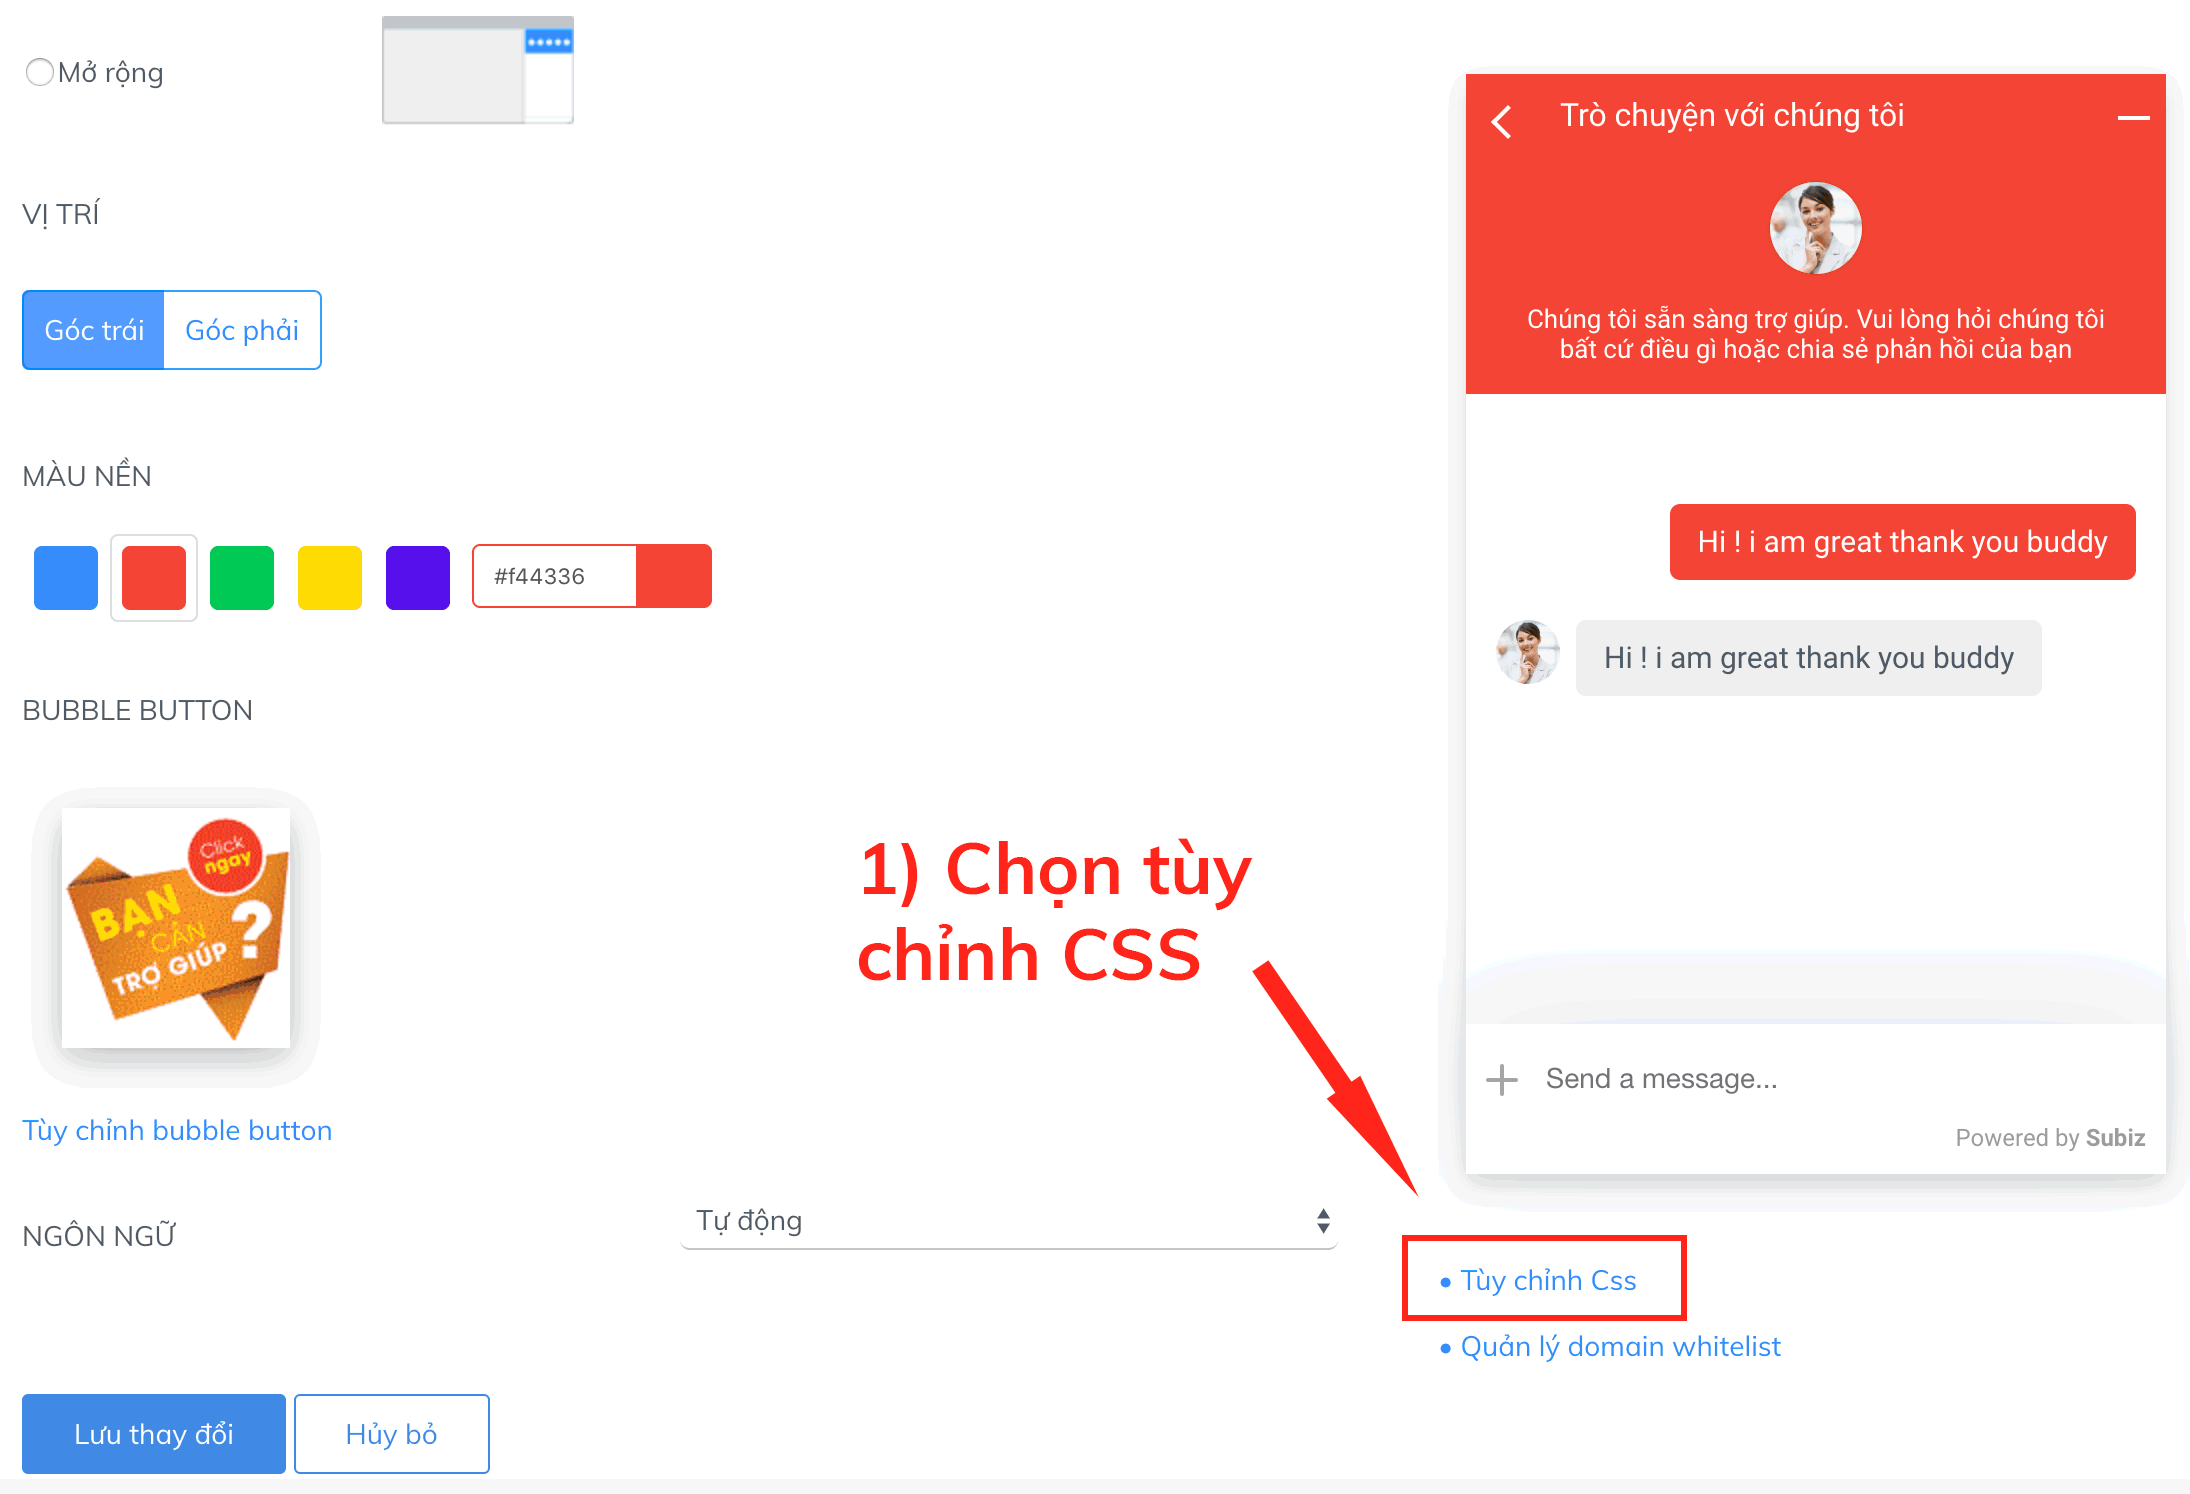 Mở rộng
VỊ TRÍ
Góc trái
Góc phải
MÀU NỀN
#f44336
BUBBLE BUTTON
Click
ngay
BẠN
CẦN
TRỢ GIÚP ?
Tùy chỉnh bubble button
NGÔN NGỮ
Tự động
Lưu thay đổi
Hủy bỏ
1) Chọn tùy
chỉnh CSS
Trò chuyện với chúng tôi
Chúng tôi sẵn sàng trợ giúp. Vui lòng hỏi chúng tôi
bất cứ điều gì hoặc chia sẻ phản hồi của bạn
Hi ! i am great thank you buddy
Hi ! i am great thank you buddy
Send a message...
Powered by Subiz
• Tùy chỉnh Css
• Quản lý domain whitelist